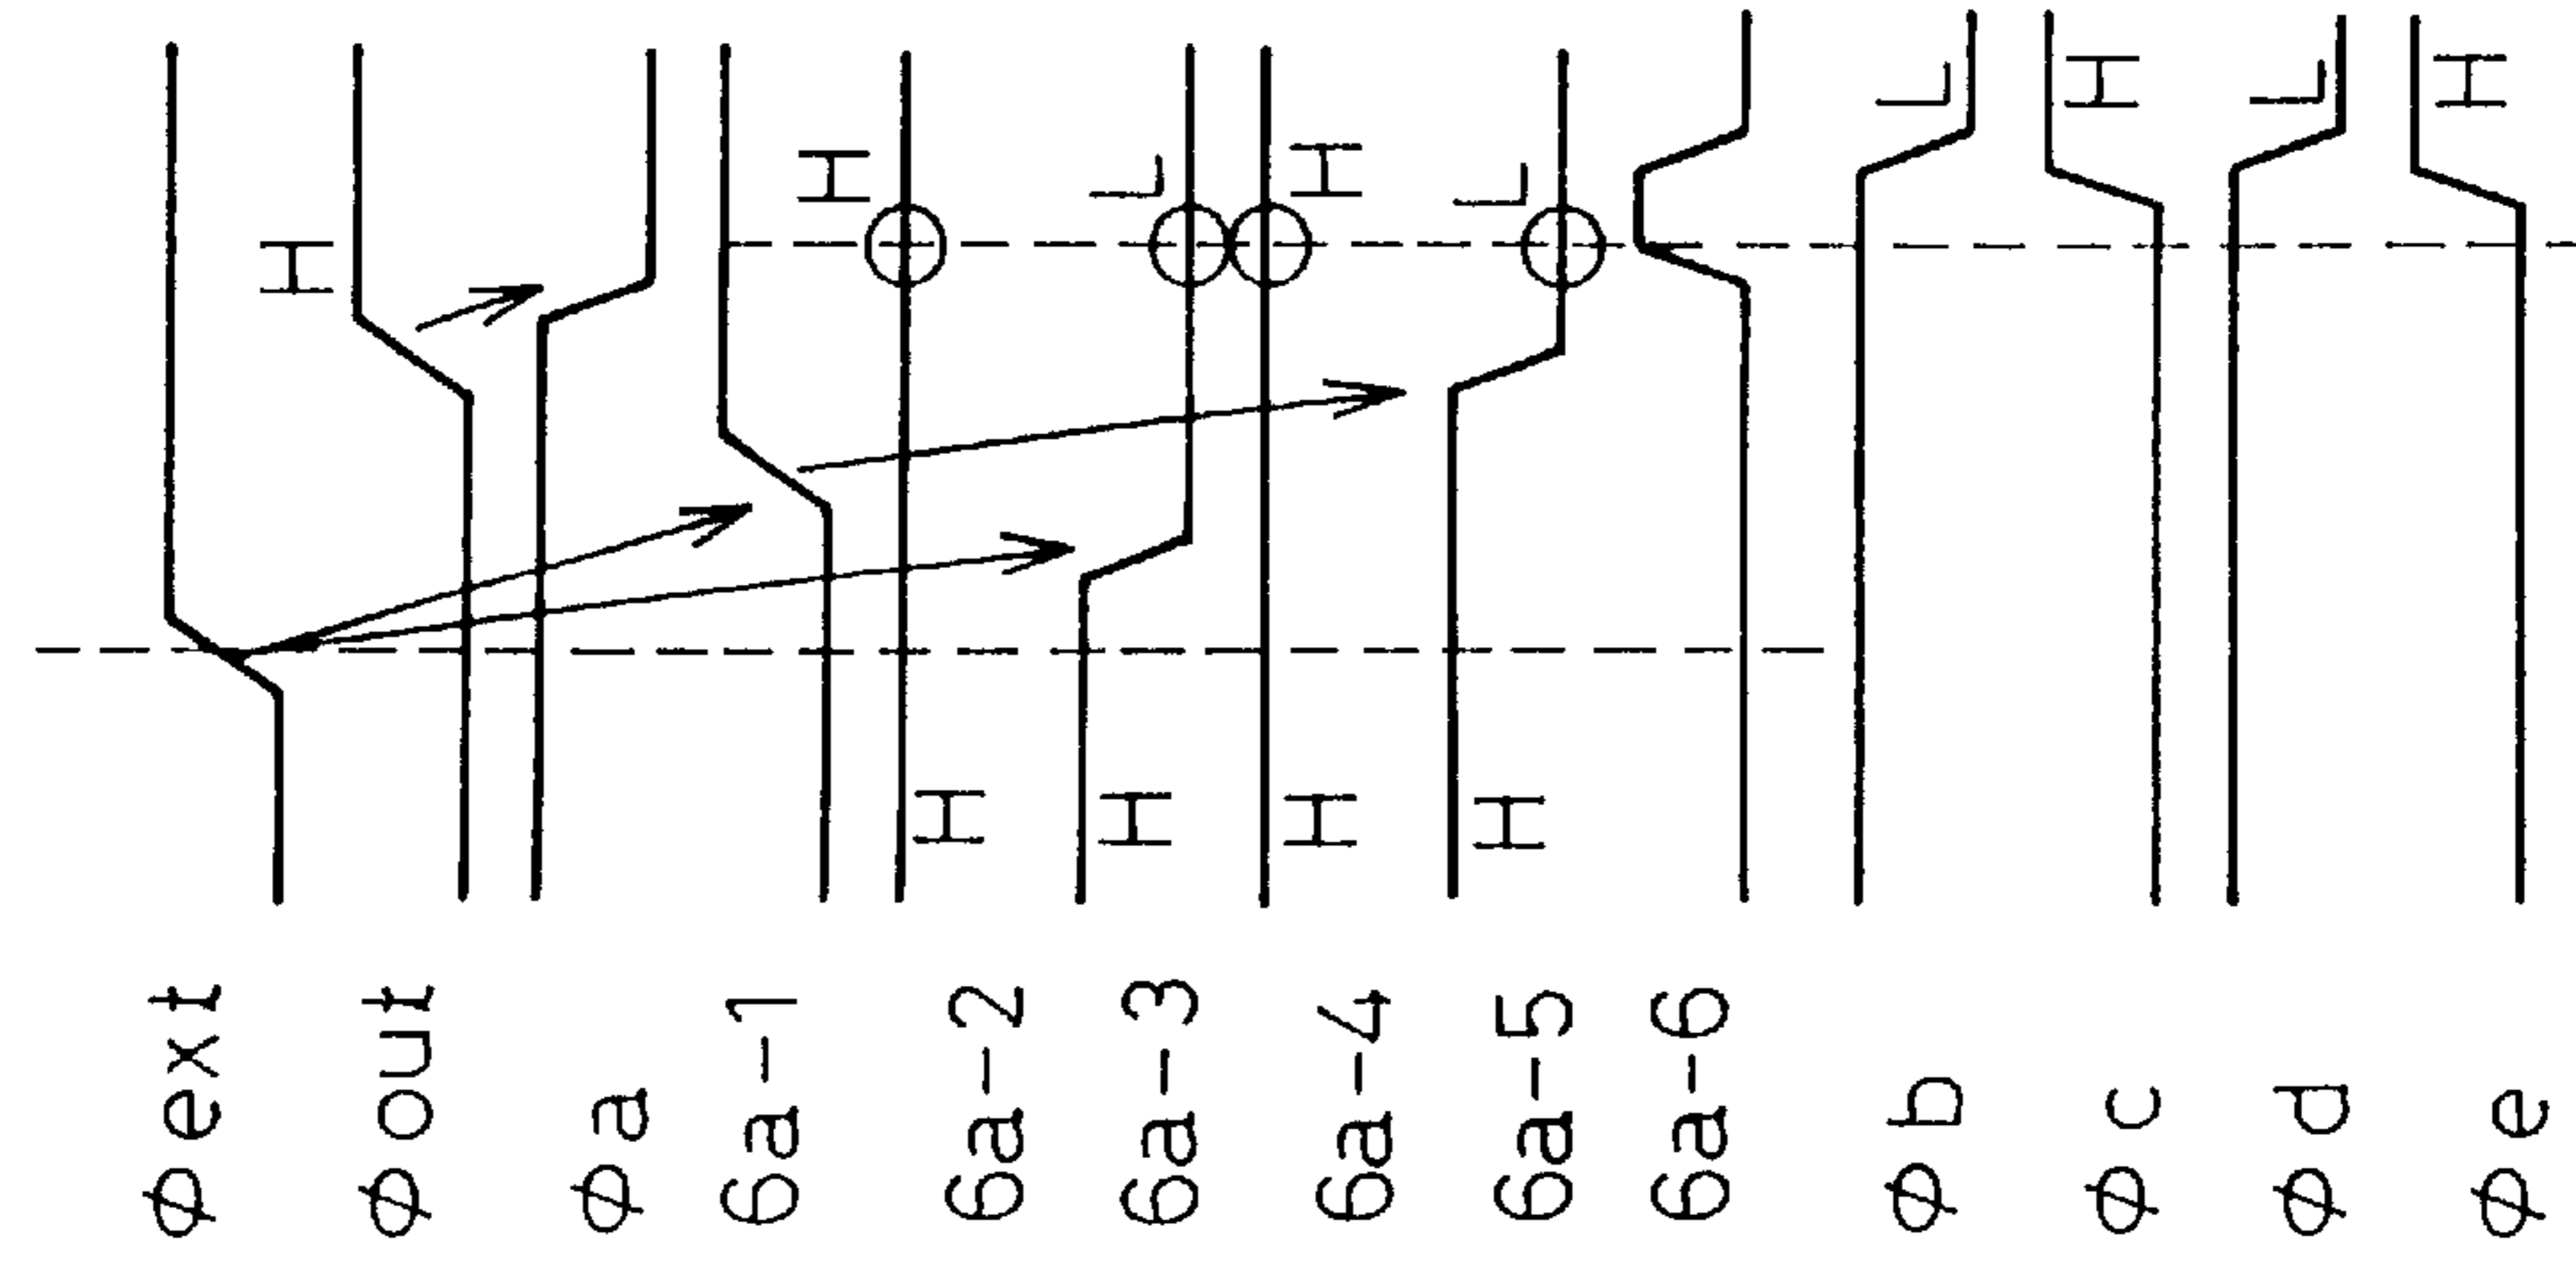 φext
φout H
φa
6a-1
6a-2 H H
6a-3 H L
6a-4 H H
6a-5 H L
6a-6
φb L
φc H
φd L
φe H